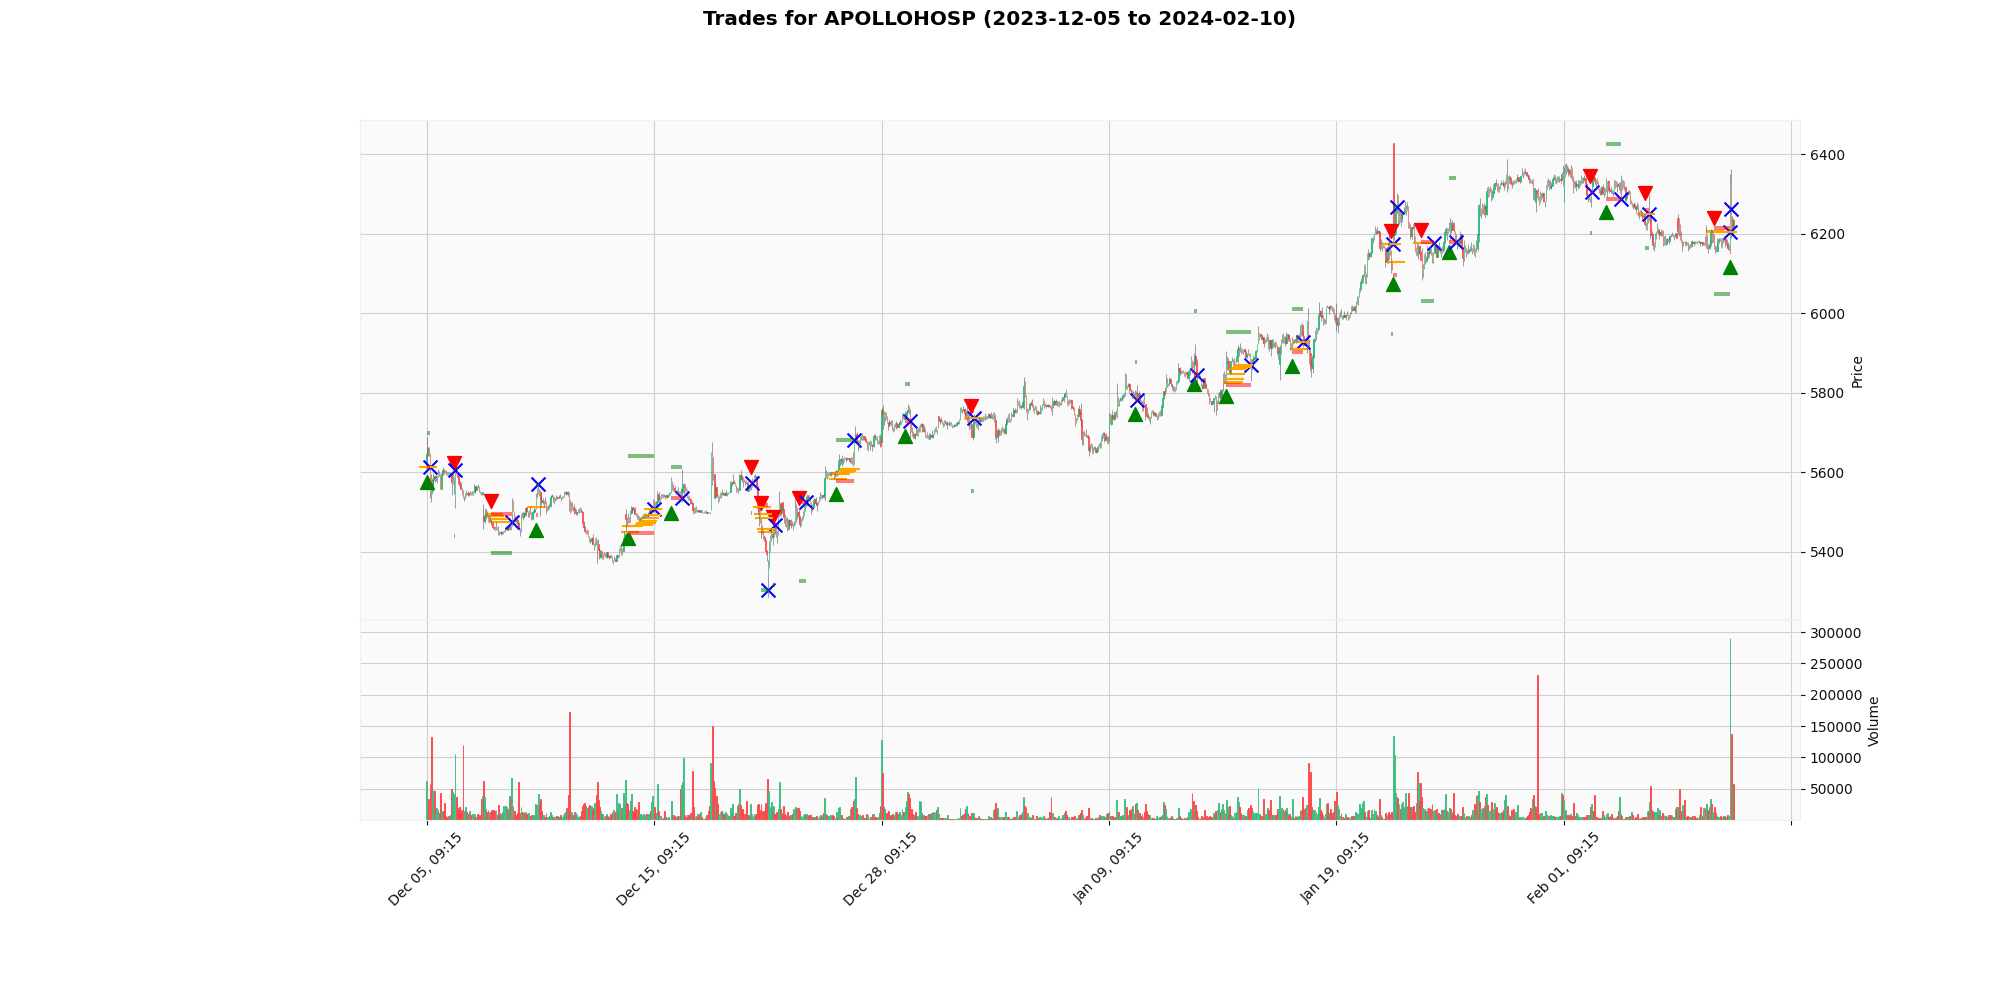 Trades for APOLLOHOSP (2023-12-05 to 2024-02-10)
6400
6200
6000
5800
5600
5400
Price
300000
250000
200000
150000
100000
50000
Volume
Dec 05, 09:15
Dec 15, 09:15
Dec 28, 09:15
Jan 09, 09:15
Jan 19, 09:15
Feb 01, 09:15